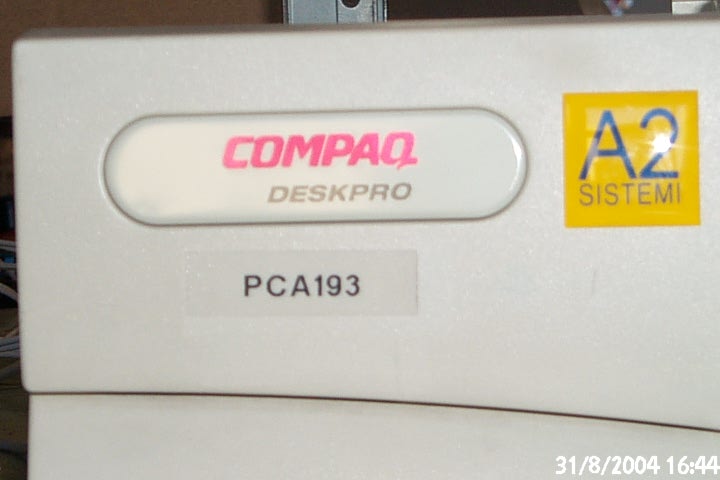 COMPAQ
DESKPRO
A2
SISTEMI
PCA193
31/8/2004 16:44